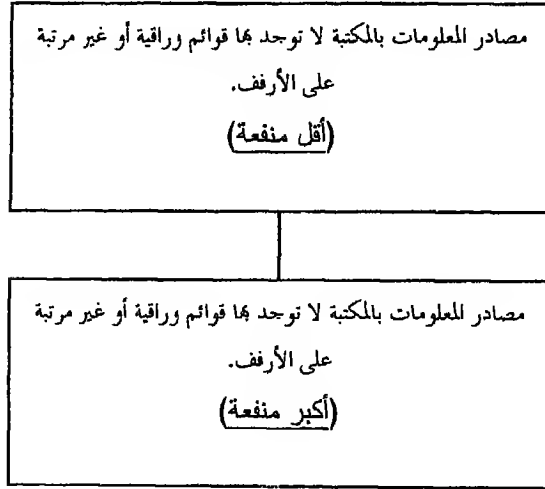 مصادر المعلومات بالمكتبة لا توجد بها قوائم وراقية أو غير مرتبة
على الأرفف.
(أقل منفعة)
مصادر المعلومات بالمكتبة لا توجد بها قوائم وراقية أو غير مرتبة
على الأرفف.
(أكبر منفعة)